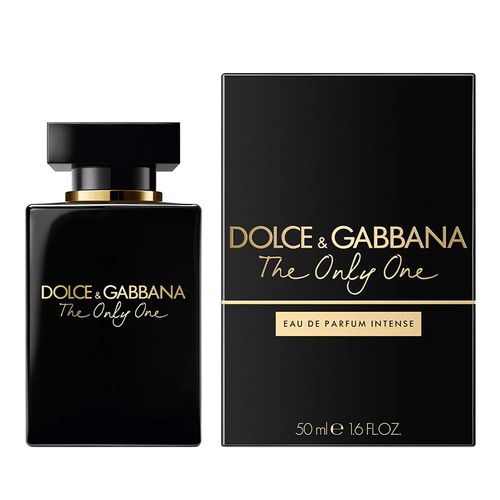 DOLCE & GABBANA
The Only One
DOLCE & GABBANA
The Only One
EAU DE PARFUM INTENSE
50 ml e 1.6 FL.OZ.